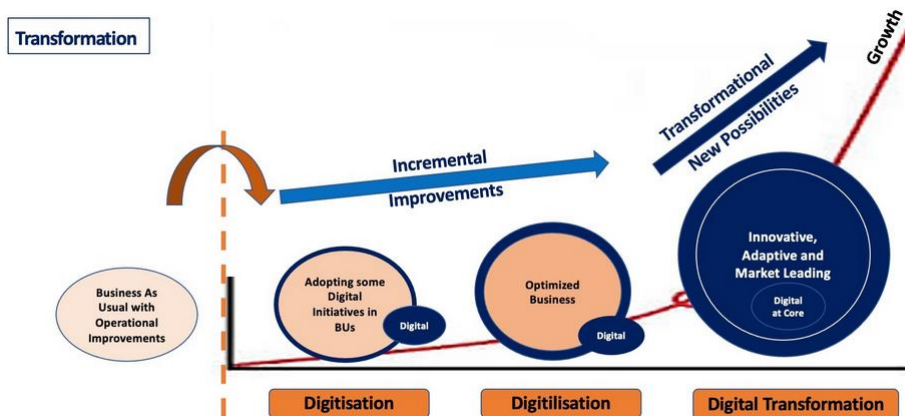 Transformation
Growth
Transformational
New Possibilities
Incremental
Improvements
Business As
Usual with
Operational
Improvements
Adopting some
Digital
Initiatives in
BUs
Digital
Optimized
Business
Digital
Innovative,
Adaptive and
Market Leading
Digital
at Core
Digitisation
Digitilisation
Digital Transformation